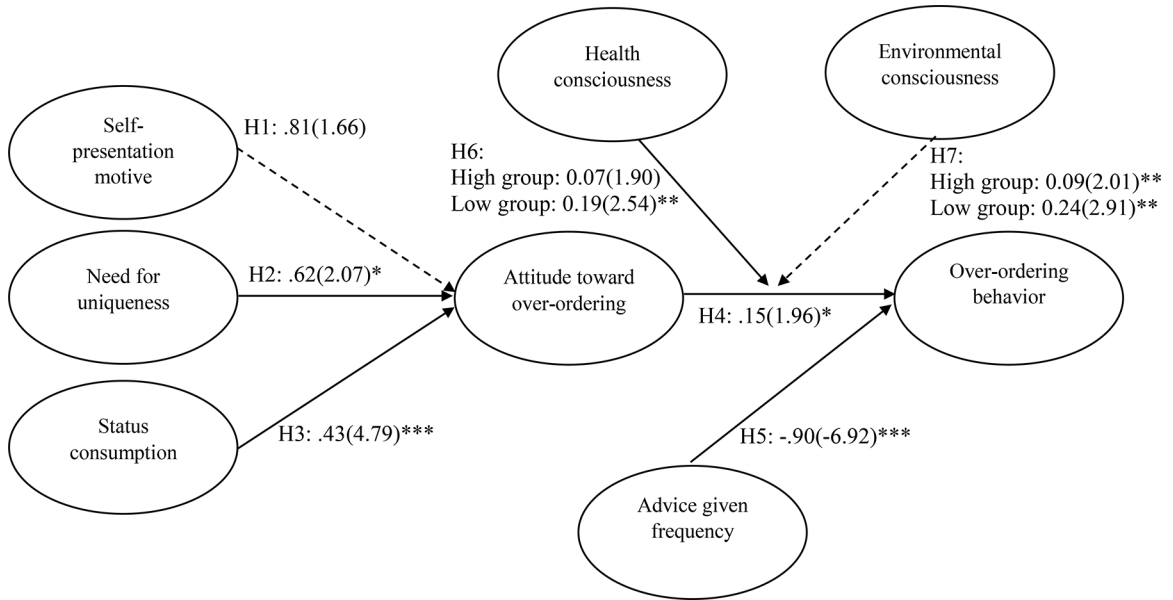 Health
consciousness
Environmental
consciousness
Self-
presentation
motive
H1: .81(1.66)
H6:
High group: 0.07(1.90)
Low group: 0.19(2.54)**
H7:
High group: 0.09(2.01)**
Low group: 0.24(2.91)**
Need for
uniqueness
H2: .62(2.07)*
Attitude toward
over-ordering
H4: .15(1.96)*
Over-ordering
behavior
Status
consumption
H3: .43(4.79)***
H5: -.90(-6.92)***
Advice given
frequency